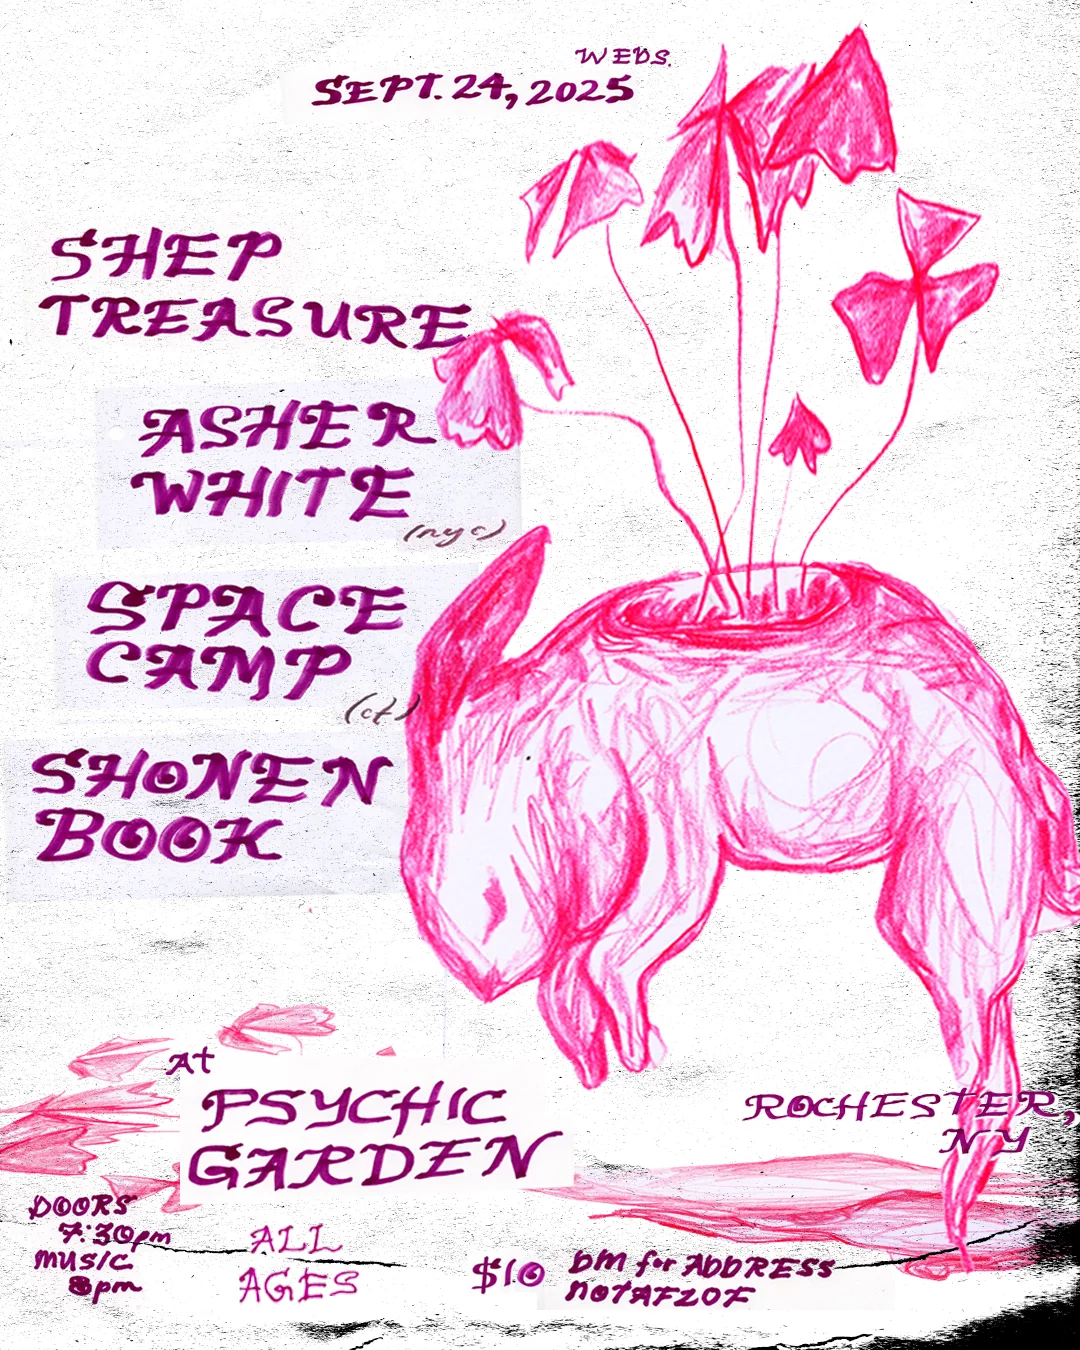 WEDS.
SEPT. 24, 2025
SHEP
TREASURE
ASHER
WHITE
(nyc)
SPACE
CAMP
(ct)
SHONEN
BOOK
At
PSYCHIC
GARDEN
ROCHESTER,
NY
DOORS
7:30pm
MUSIC
8pm
ALL
AGES
$10
DM for ADDRESS
NOTAFLOF